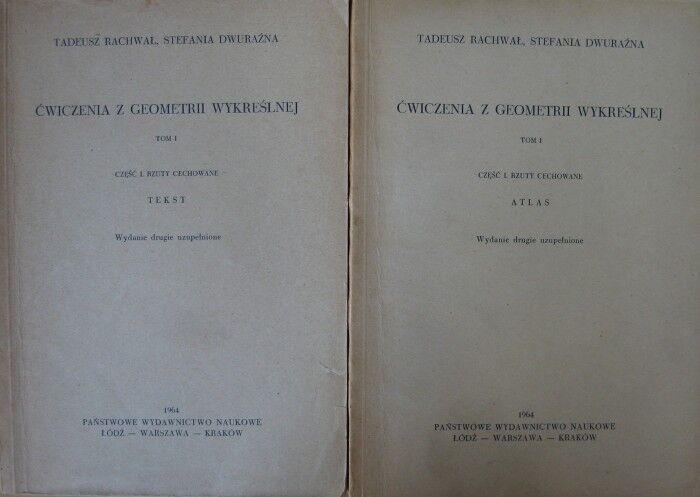 TADEUSZ RACHWAŁ, STEFANIA DWURAŹNA
ĆWICZENIA Z GEOMETRII WYKREŚLNEJ
TOM I
CZĘŚĆ I. RZUTY CECHOWANE
TEKST
Wydanie drugie uzupełnione
1964
PAŃSTWOWE WYDAWNICTWO NAUKOWE
ŁÓDŹ — WARSZAWA — KRAKÓW
TADEUSZ RACHWAŁ, STEFANIA DWURAŹNA
ĆWICZENIA Z GEOMETRII WYKREŚLNEJ
TOM I
CZĘŚĆ I. RZUTY CECHOWANE
ATLAS
Wydanie drugie uzupełnione
1964
PAŃSTWOWE WYDAWNICTWO NAUKOWE
ŁÓDŹ — WARSZAWA — KRAKÓW